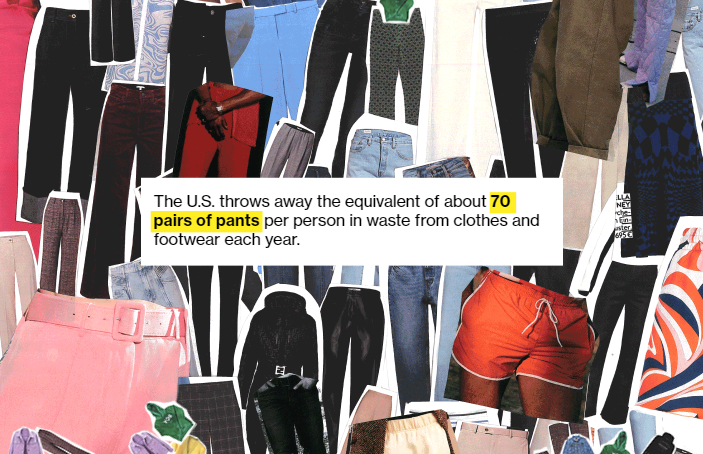 The U.S. throws away the equivalent of about 70
pairs of pants per person in waste from clothes and
footwear each year.